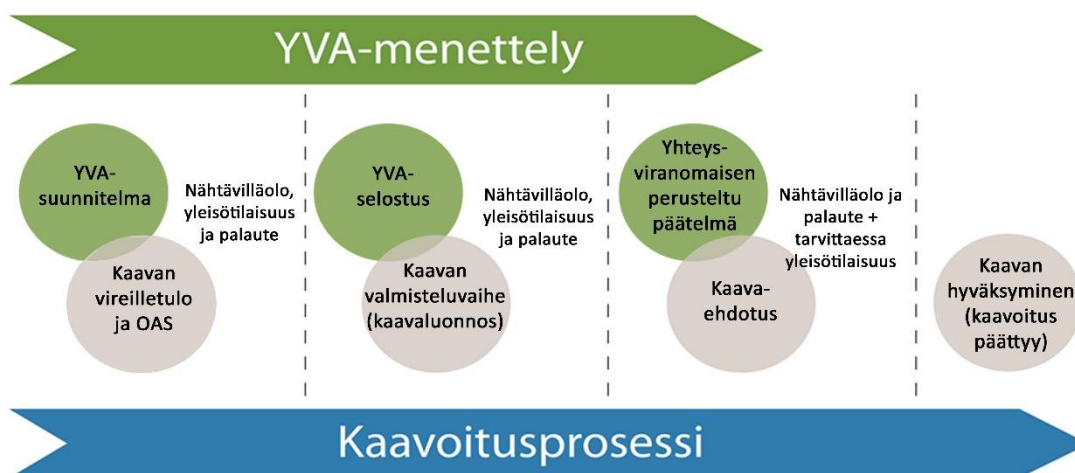 YVA-menettely
YVA-
suunnitelma
Nähtävilläolo,
yleisötilaisuus
ja palaute
Kaavan
vireilletulo
ja OAS
YVA-
selostus
Nähtävilläolo,
yleisötilaisuus
ja palaute
Kaavan
valmisteluvaihe
(kaavaluonnos)
Yhteys-
viranomaisen
perusteltu
päätelmä
Nähtävilläolo ja
palaute +
tarvittaessa
yleisötilaisuus
Kaava-
ehdotus
Kaavan
hyväksyminen
(kaavoitus
päättyy)
Kaavoitusprosessi